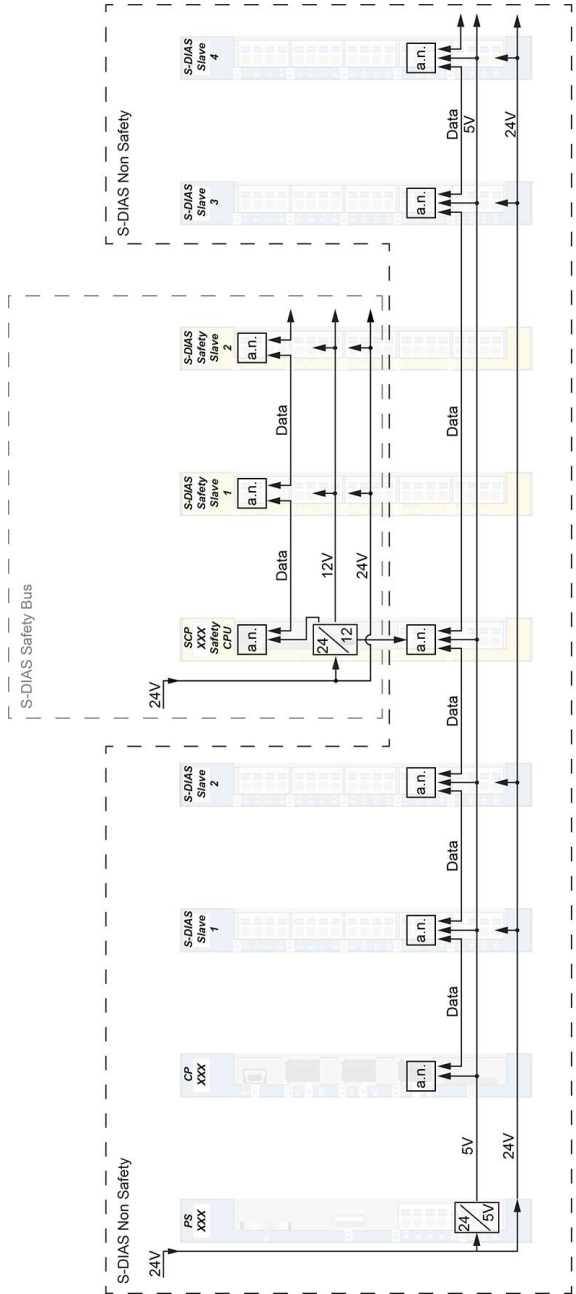 S-DIAS Non Safety
24V
PS
XXX
24
5V
5V
24V
CP
XXX
a.n.
Data
S-DIAS
Slave
1
a.n.
Data
S-DIAS
Slave
2
a.n.
Data
S-DIAS Safety Bus
24V
SCP
XXX
Safety
CPU
a.n.
24
12
a.n.
Data
12V
24V
S-DIAS
Safety
Slave
1
a.n.
Data
Data
S-DIAS
Safety
Slave
2
a.n.
S-DIAS Non Safety
S-DIAS
Slave
3
a.n.
Data
5V
24V
S-DIAS
Slave
4
a.n.